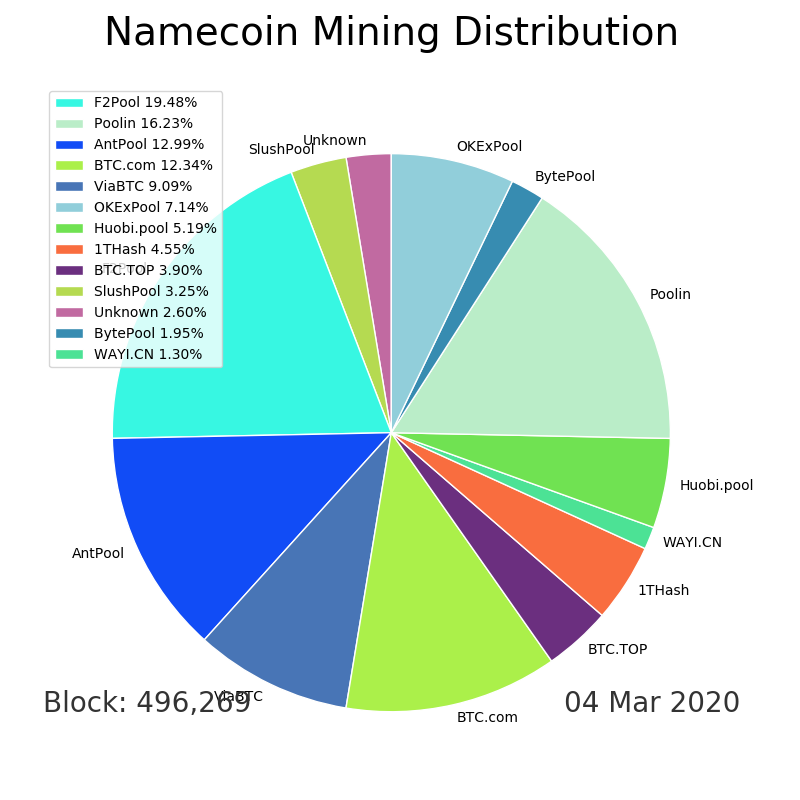 Namecoin Mining Distribution
F2Pool 19.48%
Poolin 16.23%
AntPool 12.99%
BTC.com 12.34%
ViaBTC 9.09%
OKExPool 7.14%
Huobi.pool 5.19%
1THash 4.55%
BTC.TOP 3.90%
SlushPool 3.25%
Unknown 2.60%
BytePool 1.95%
WAYI.CN 1.30%
SlushPool
Unknown
OKExPool
BytePool
Poolin
Huobi.pool
WAYI.CN
1THash
BTC.TOP
BTC.com
ViaBTC
AntPool
Block: 496,269
04 Mar 2020